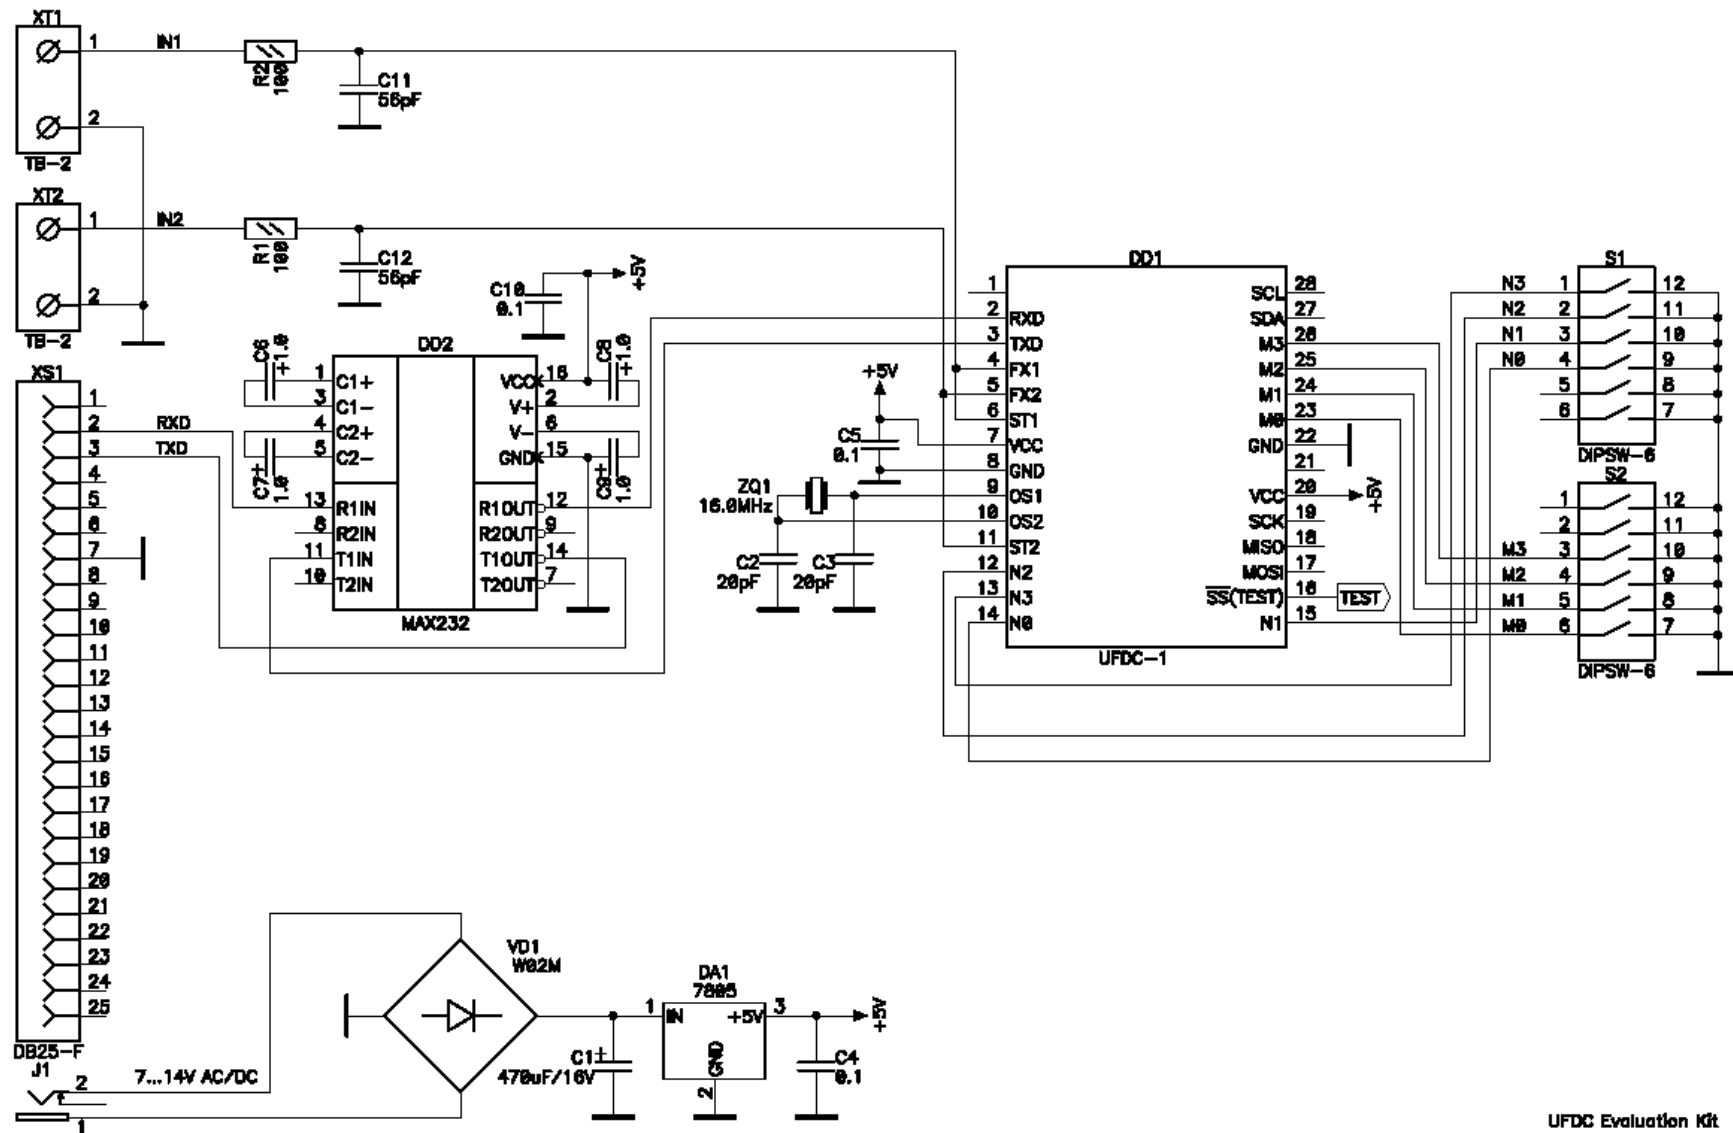 XT1
1 IN1
R2
100
C11
56pF
2
TB-2
XT2
1 IN2
R1
100
C12
56pF
2
TB-2
XS1
1
2 RXD
3 TXD
4
5
6
7
8
9
10
11
12
13
14
15
16
17
18
19
20
21
22
23
24
25
DB25-F
J1
2
1
7...14V AC/DC
C10
0.1
+5V
C6
+1.0
C8
+1.0
C7+
1.0
C9+
1.0
DD2
1 C1+
3 C1-
4 C2+
5 C2-
13 R1IN
8 R2IN
11 T1IN
10 T2IN
VCC 16
V+ 2
V- 6
GND 15
R1OUT 12
R2OUT 9
T1OUT 14
T2OUT 7
MAX232
+5V
C5
0.1
ZQ1
16.0MHz
C2
20pF
C3
20pF
DD1
1
2 RXD
3 TXD
4 FX1
5 FX2
6 ST1
7 VCC
8 GND
9 OS1
10 OS2
11 ST2
12 N2
13 N3
14 N0
SCL 28
SDA 27
M3 26
M2 25
M1 24
M0 23
GND 22
21
VCC 20 +5V
SCK 19
MISO 18
MOSI 17
SS(TEST) 16 TEST
N1 15
UFDC-1
S1
N3 1 12
N2 2 11
N1 3 10
N0 4 9
5 8
6 7
DIPSW-6
S2
1 12
2 11
M3 3 10
M2 4 9
M1 5 8
M0 6 7
DIPSW-6
VD1
W02M
C1+
470uF/16V
DA1
7805
1 IN +5V 3
GND
2
C4
0.1
+5V
UFDC Evaluation Kit